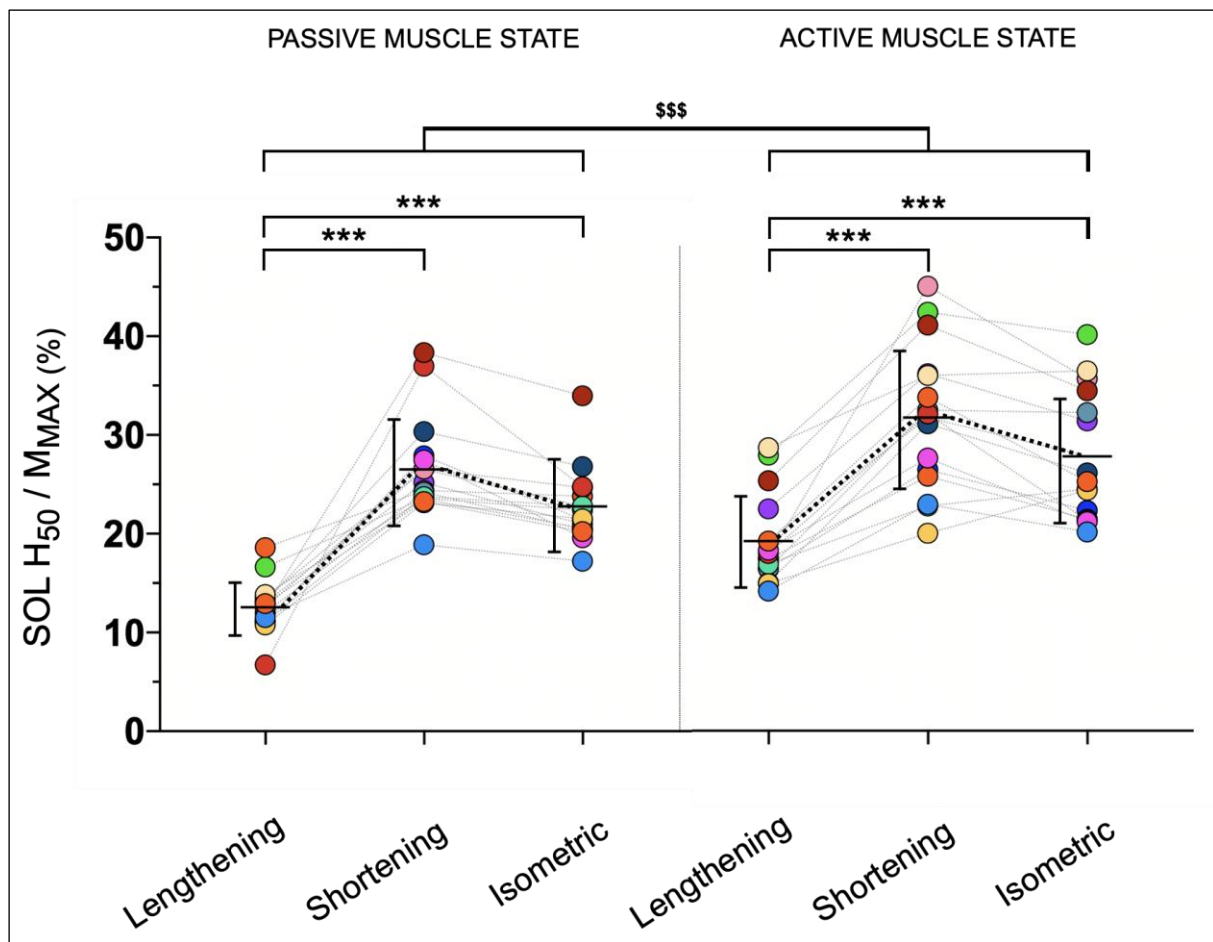 PASSIVE MUSCLE STATE
ACTIVE MUSCLE STATE
$$$
***
***
***
***
50
40
30
20
10
0
SOL H50 / MMAX (%)
Lengthening
Shortening
Isometric
Lengthening
Shortening
Isometric